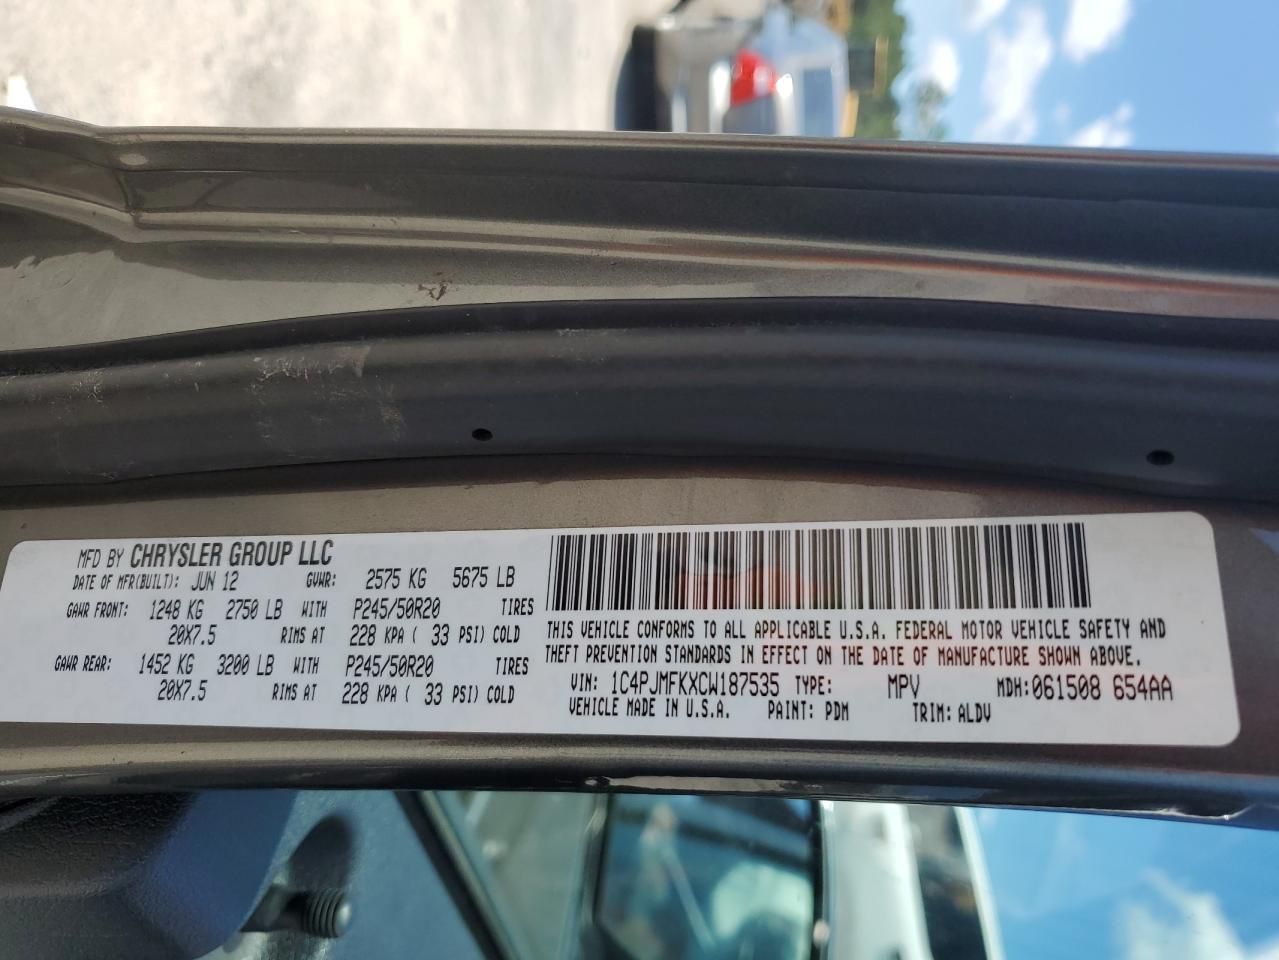 MFD BY CHRYSLER GROUP LLC
DATE OF MFR(BUILT): JUN 12 GVWR: 2575 KG 5675 LB
GAWR FRONT: 1248 KG 2750 LB WITH P245/50R20 TIRES
20X7.5 RIMS AT 228 KPA ( 33 PSI) COLD
GAWR REAR: 1452 KG 3200 LB WITH P245/50R20 TIRES
20X7.5 RIMS AT 228 KPA ( 33 PSI) COLD
THIS VEHICLE CONFORMS TO ALL APPLICABLE U.S.A. FEDERAL MOTOR VEHICLE SAFETY AND
THEFT PREVENTION STANDARDS IN EFFECT ON THE DATE OF MANUFACTURE SHOWN ABOVE.
VIN: 1C4PJMFKXCW187535 TYPE: MPV MDH: 061508 654AA
VEHICLE MADE IN U.S.A. PAINT: PDM TRIM: ALDV